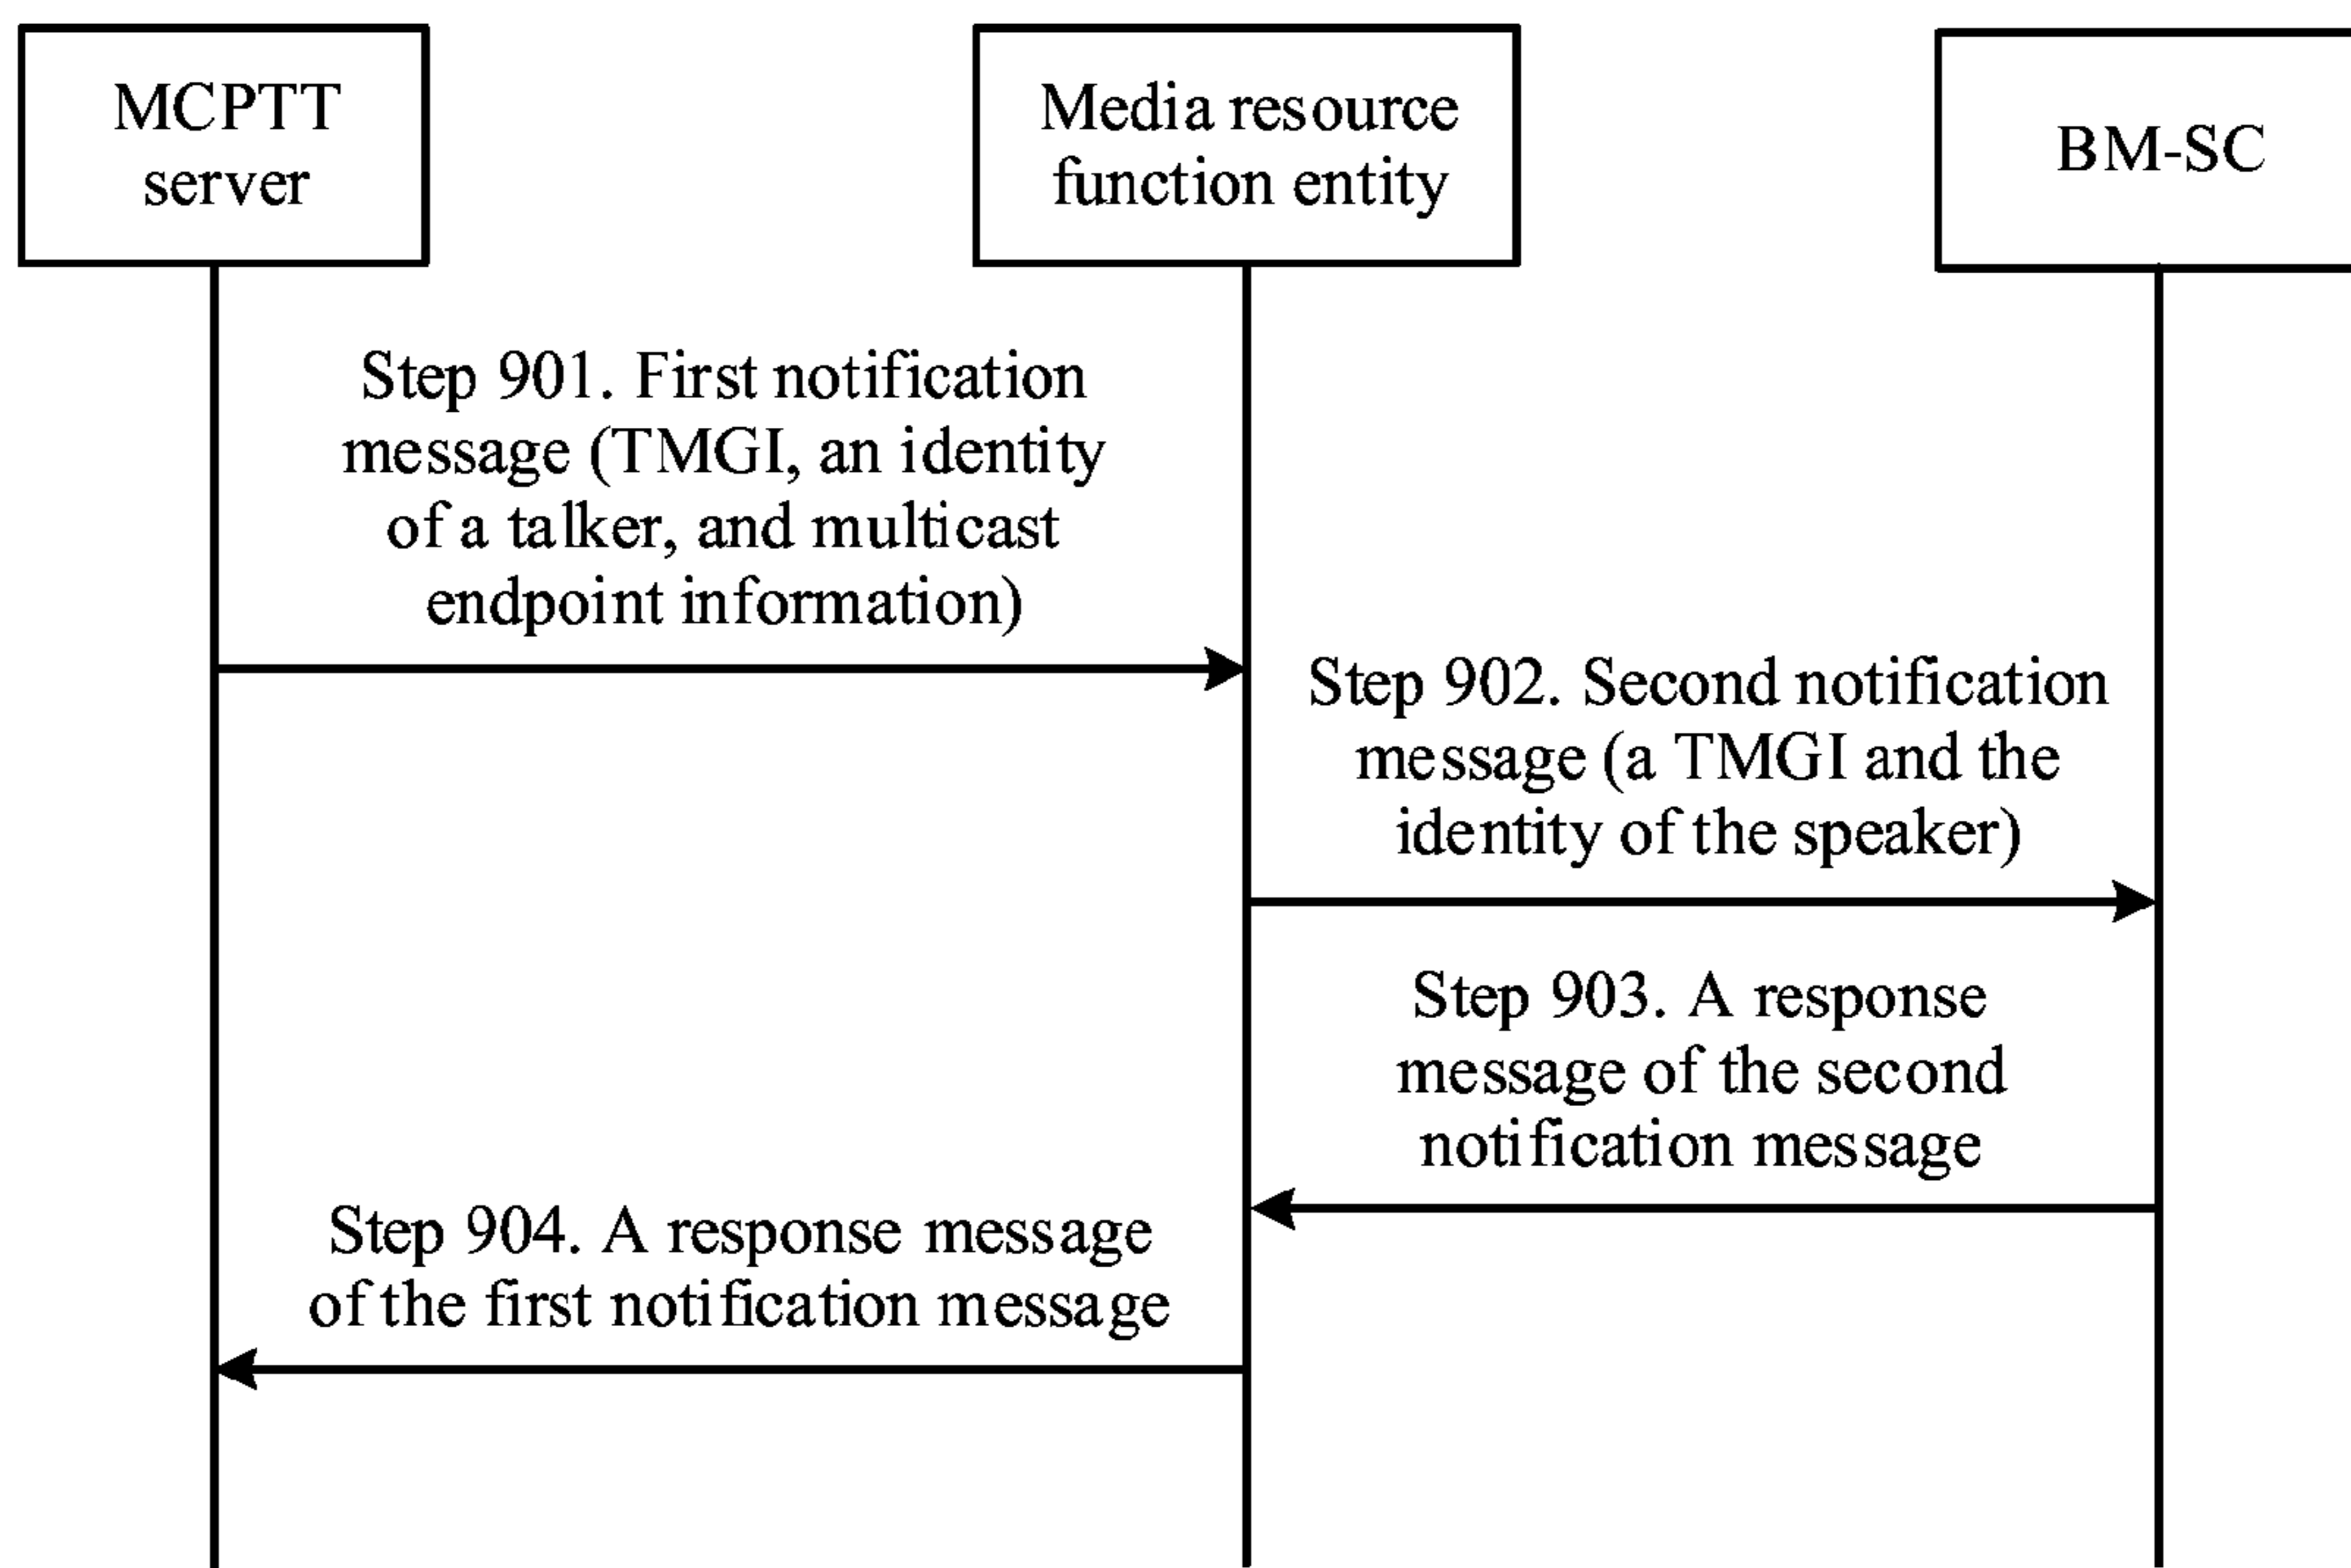 MCPTT
server
Media resource
function entity
BM-SC
Step 901. First notification
message (TMGI, an identity
of a talker, and multicast
endpoint information)
Step 902. Second notification
message (a TMGI and the
identity of the speaker)
Step 903. A response
message of the second
notification message
Step 904. A response message
of the first notification message